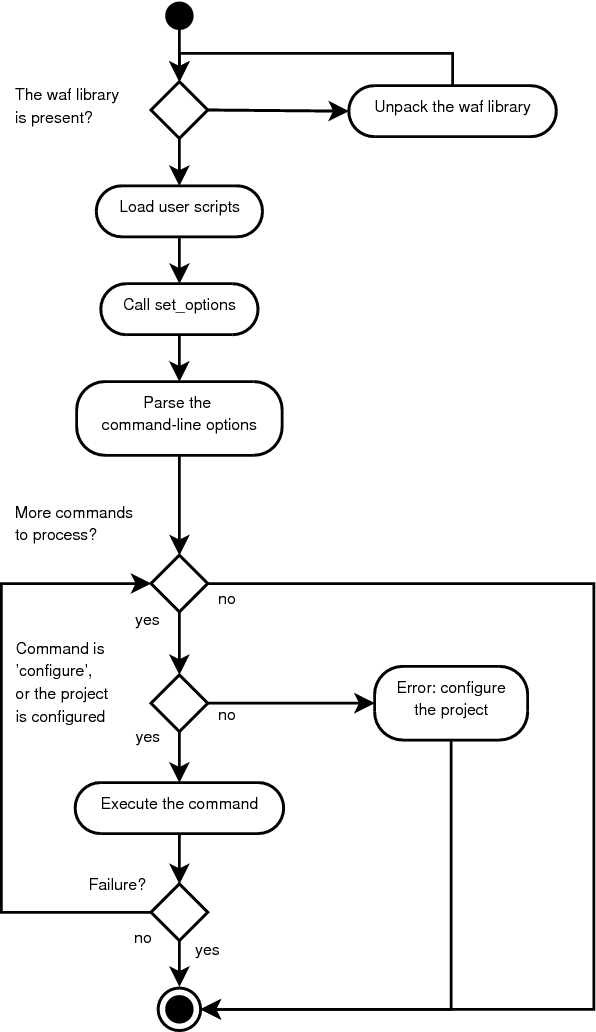 The waf library
is present?
Unpack the waf library
Load user scripts
Call set_options
Parse the
command-line options
More commands
to process?
no
yes
Command is
'configure',
or the project
is configured
Error: configure
the project
no
yes
Execute the command
Failure?
no
yes